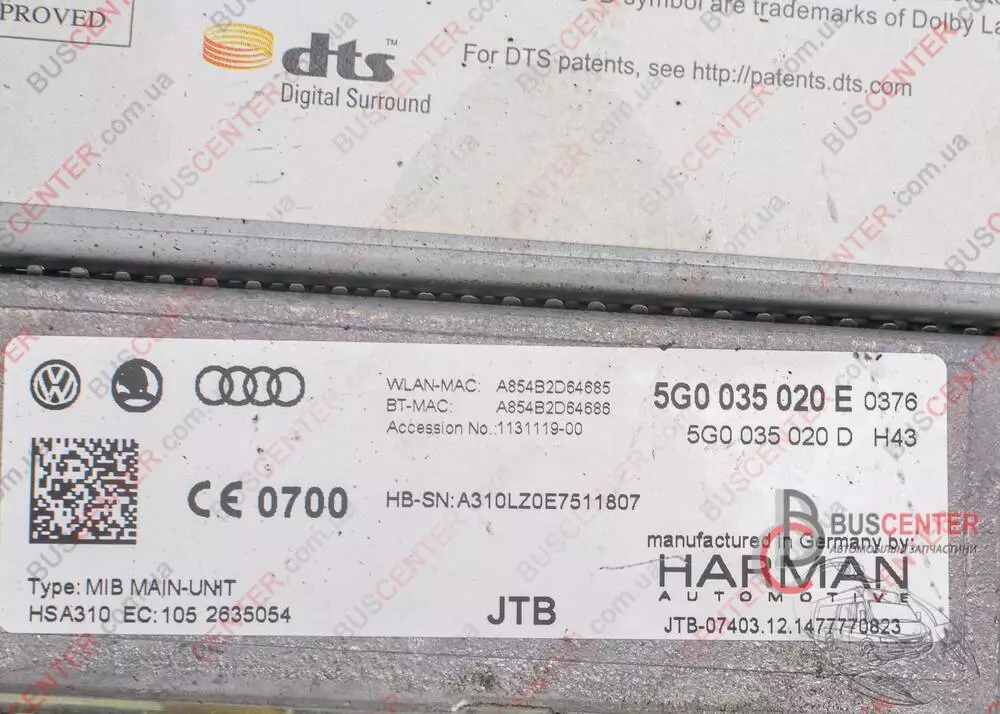 PROVED
D symbol are trademarks of Dolby La
dts™
Digital Surround
For DTS patents, see http://patents.dts.com
WLAN-MAC: A854B2D64685
BT-MAC: A854B2D64686
Accession No.:1131119-00
5G0 035 020 E 0376
5G0 035 020 D H43
CE 0700
HB-SN:A310LZ0E7511807
manufactured in Germany by:
HARMAN
AUTOMOTIVE
Type: MIB MAIN-UNIT
HSA310 EC: 105 2635054
JTB
JTB-07403.12.1477770823
BUSCENTER
АВТОМОБІЛЬНІ ЗАПЧАСТИНИ
BUSCENTER.com.ua